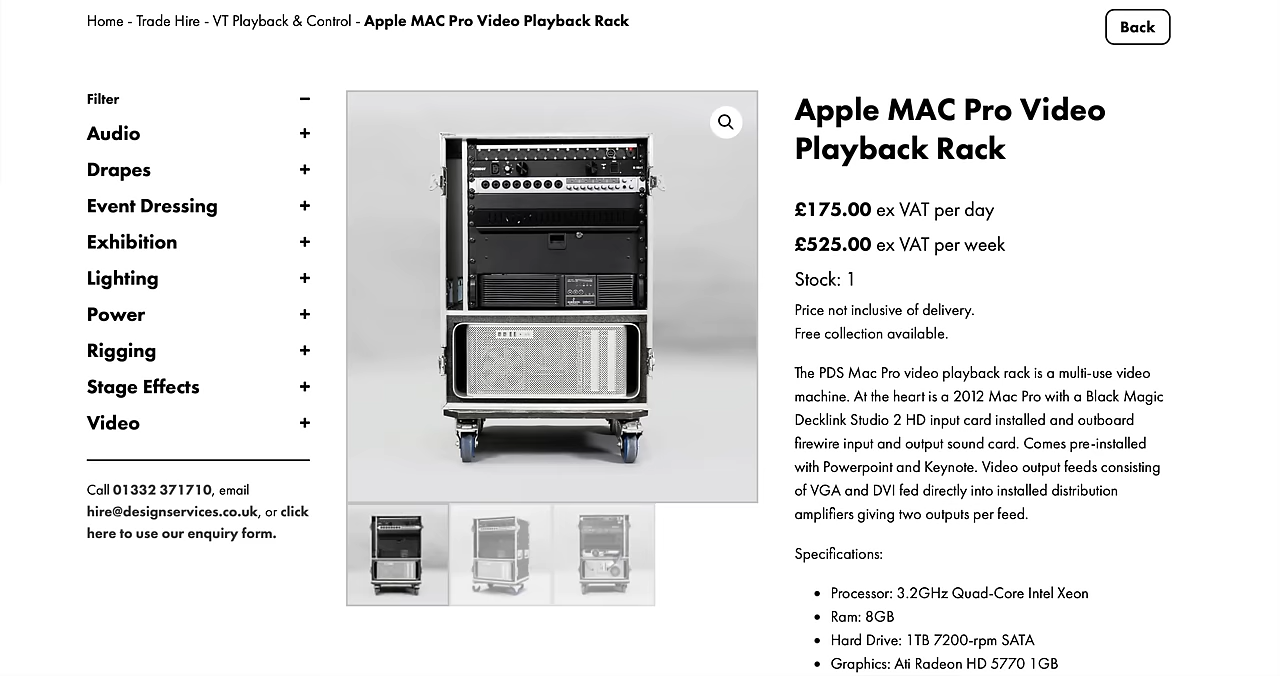 Home - Trade Hire - VT Playback & Control - Apple MAC Pro Video Playback Rack
Back
Filter −
Audio +
Drapes +
Event Dressing +
Exhibition +
Lighting +
Power +
Rigging +
Stage Effects +
Video +
Call 01332 371710, email
hire@designservices.co.uk, or click
here to use our enquiry form.
Apple MAC Pro Video
Playback Rack
£175.00 ex VAT per day
£525.00 ex VAT per week
Stock: 1
Price not inclusive of delivery.
Free collection available.
The PDS Mac Pro video playback rack is a multi-use video
machine. At the heart is a 2012 Mac Pro with a Black Magic
Decklink Studio 2 HD input card installed and outboard
firewire input and output sound card. Comes pre-installed
with Powerpoint and Keynote. Video output feeds consisting
of VGA and DVI fed directly into installed distribution
amplifiers giving two outputs per feed.
Specifications:
• Processor: 3.2GHz Quad-Core Intel Xeon
• Ram: 8GB
• Hard Drive: 1TB 7200-rpm SATA
• Graphics: Ati Radeon HD 5770 1GB